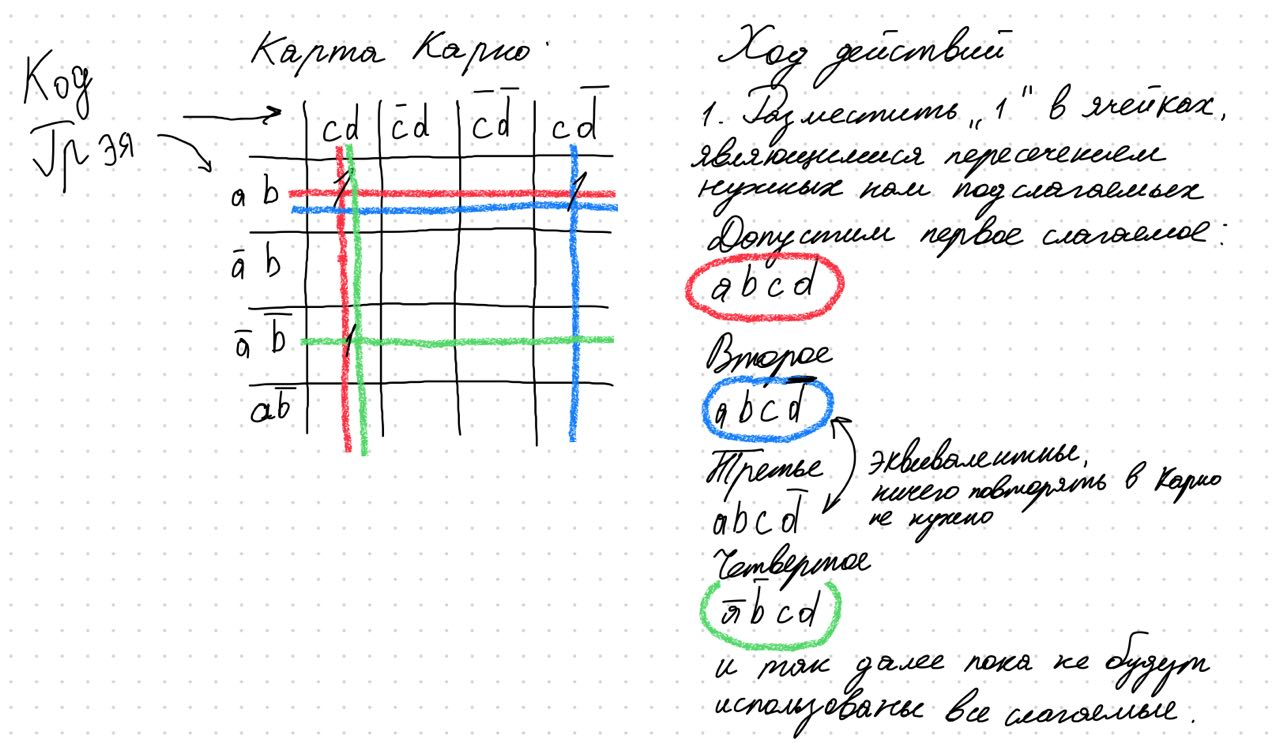 Код
Грэя
Карта Карно
cd c̄d c̄d̄ cd̄
ab
1 1
āb
āb̄
1
ab̄
Ход действий
1. Разместить „1“ в ячейках,
являющимися пересечением
нужных нам подслагаемых
Допустим первое слагаемое:
abcd
Второе
abcd̄
Третье
abcd̄
эквивалентны,
ничего повторять в Карно
не нужно
Четвертое
āb̄cd
и так далее пока не будут
использованы все слагаемые.